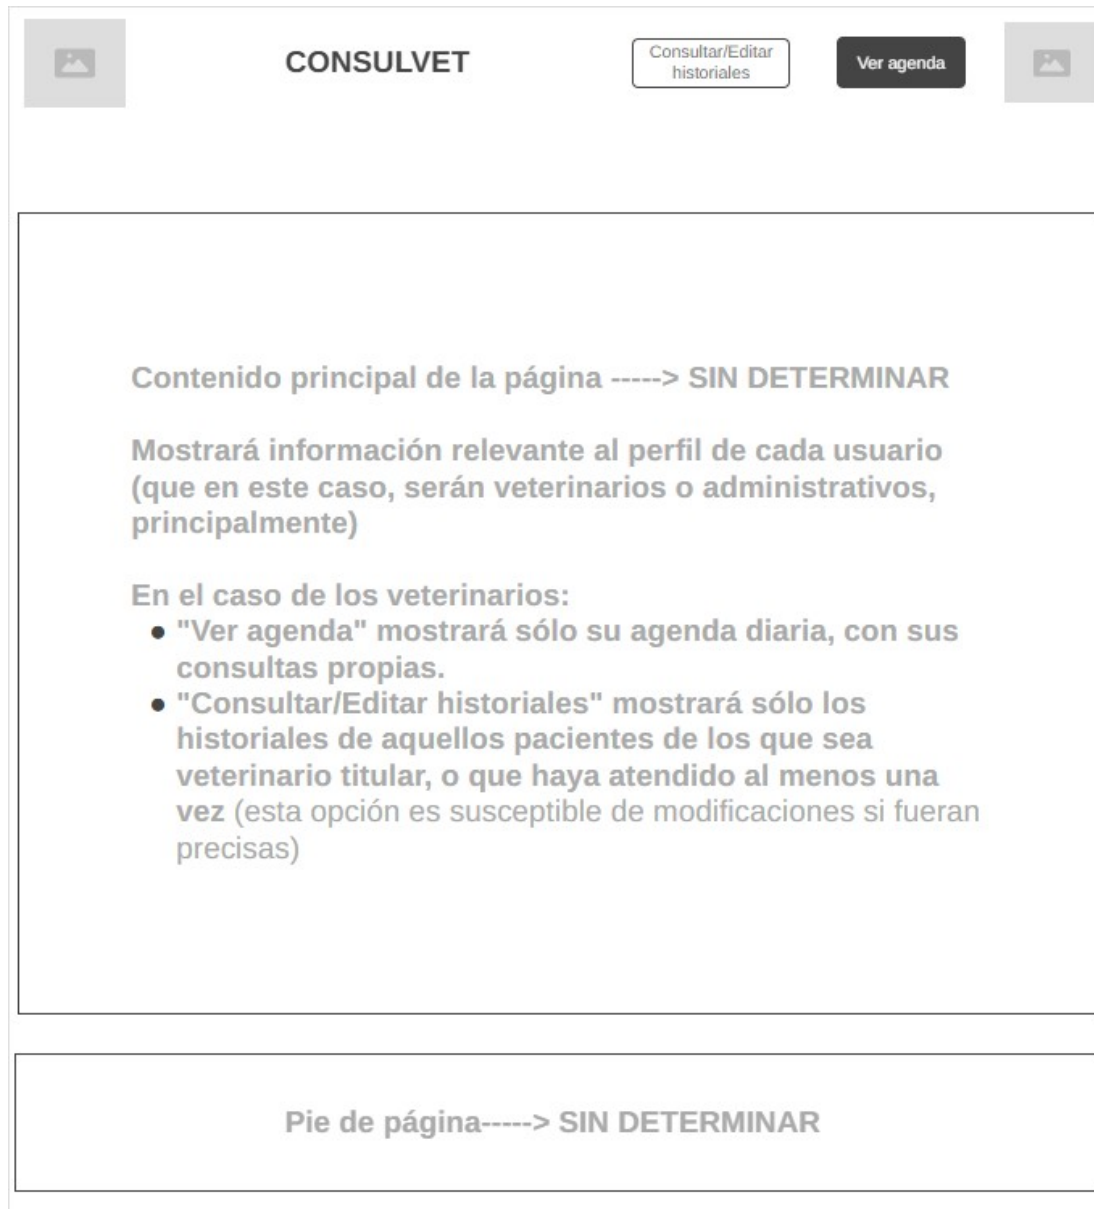 CONSULVET
Consultar/Editar
historiales
Ver agenda
Contenido principal de la página -----> SIN DETERMINAR
Mostrará información relevante al perfil de cada usuario
(que en este caso, serán veterinarios o administrativos,
principalmente)
En el caso de los veterinarios:
● "Ver agenda" mostrará sólo su agenda diaria, con sus
consultas propias.
● "Consultar/Editar historiales" mostrará sólo los
historiales de aquellos pacientes de los que sea
veterinario titular, o que haya atendido al menos una
vez (esta opción es susceptible de modificaciones si fueran
precisas)
Pie de página-----> SIN DETERMINAR